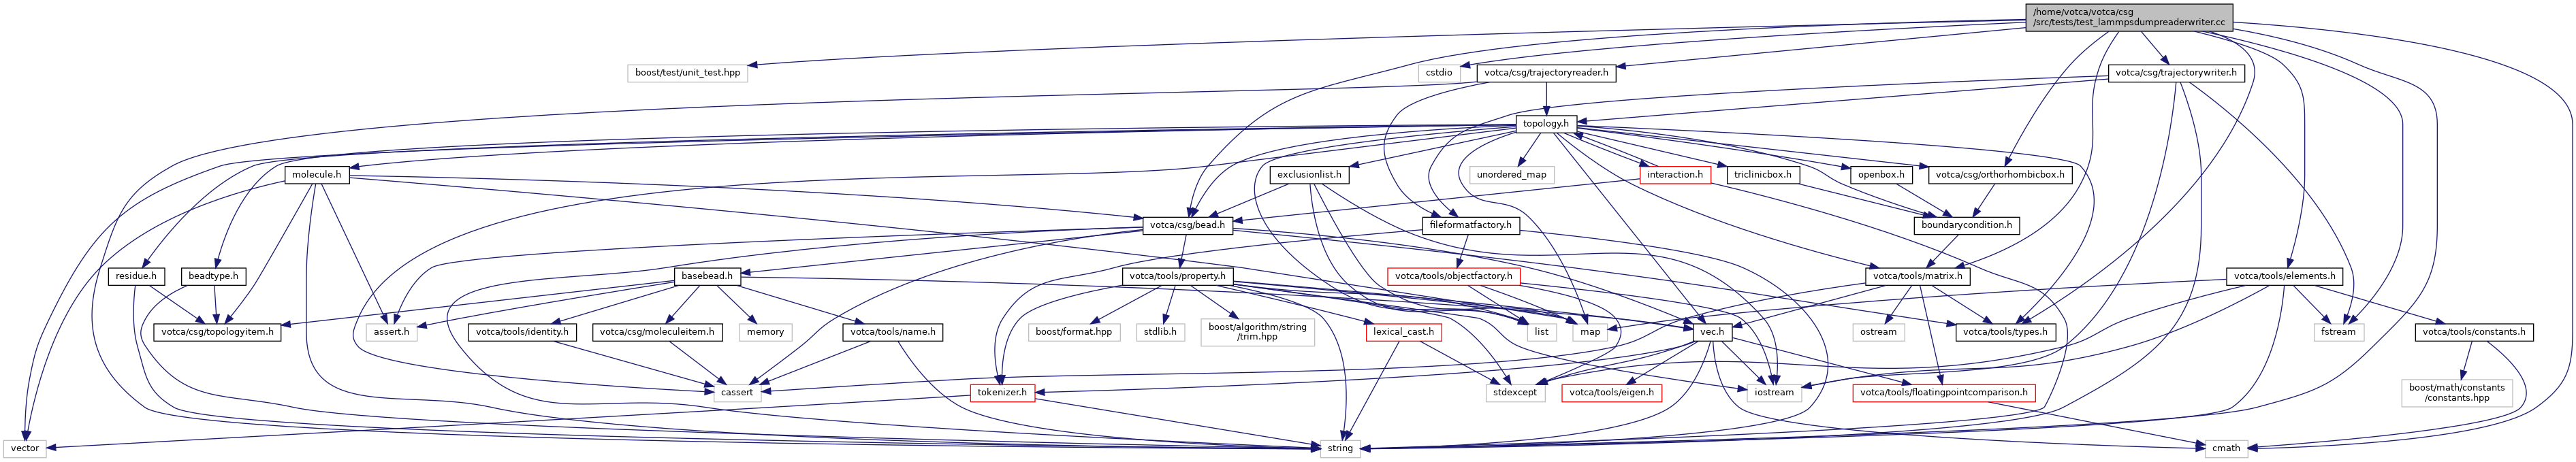 /home/votca/votca/csg
/src/tests/test_lammpsdumpreaderwriter.cc
boost/test/unit_test.hpp
cstdio
votca/csg/trajectoryreader.h
votca/csg/trajectorywriter.h
topology.h
molecule.h
exclusionlist.h
unordered_map
interaction.h
triclinicbox.h
openbox.h
votca/csg/orthorhombicbox.h
votca/csg/bead.h
fileformatfactory.h
boundarycondition.h
residue.h
beadtype.h
basebead.h
votca/tools/property.h
votca/tools/objectfactory.h
votca/tools/matrix.h
votca/tools/elements.h
votca/csg/topologyitem.h
assert.h
votca/tools/identity.h
votca/csg/moleculeitem.h
memory
votca/tools/name.h
boost/format.hpp
stdlib.h
boost/algorithm/string
/trim.hpp
lexical_cast.h
list
map
vec.h
ostream
votca/tools/types.h
fstream
votca/tools/constants.h
cassert
tokenizer.h
stdexcept
votca/tools/eigen.h
iostream
votca/tools/floatingpointcomparison.h
boost/math/constants
/constants.hpp
vector
string
cmath